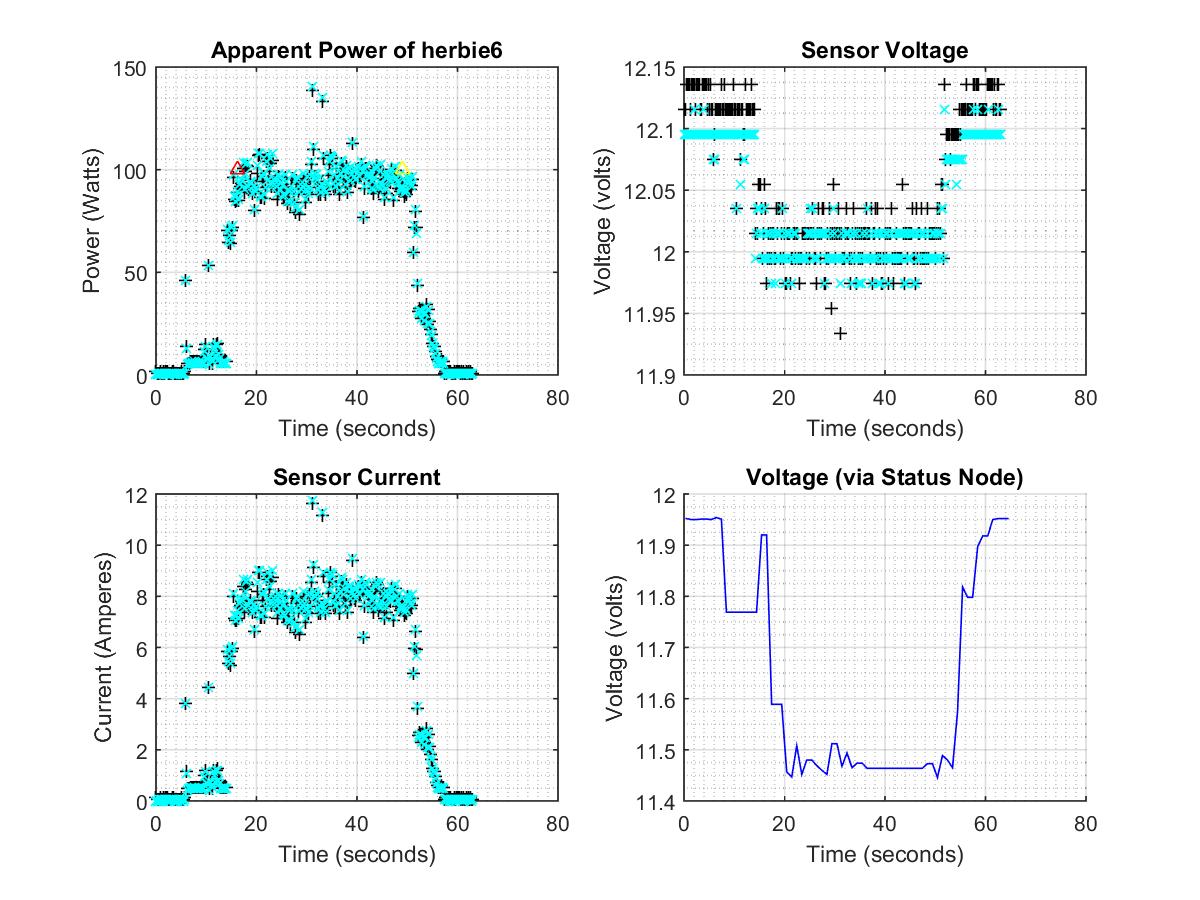 Apparent Power of herbie6
150
100
50
0
Power (Watts)
0 20 40 60 80
Time (seconds)
Sensor Voltage
12.15
12.1
12.05
12
11.95
11.9
Voltage (volts)
0 20 40 60 80
Time (seconds)
Sensor Current
12
10
8
6
4
2
0
Current (Amperes)
0 20 40 60 80
Time (seconds)
Voltage (via Status Node)
12
11.9
11.8
11.7
11.6
11.5
11.4
Voltage (volts)
0 20 40 60 80
Time (seconds)